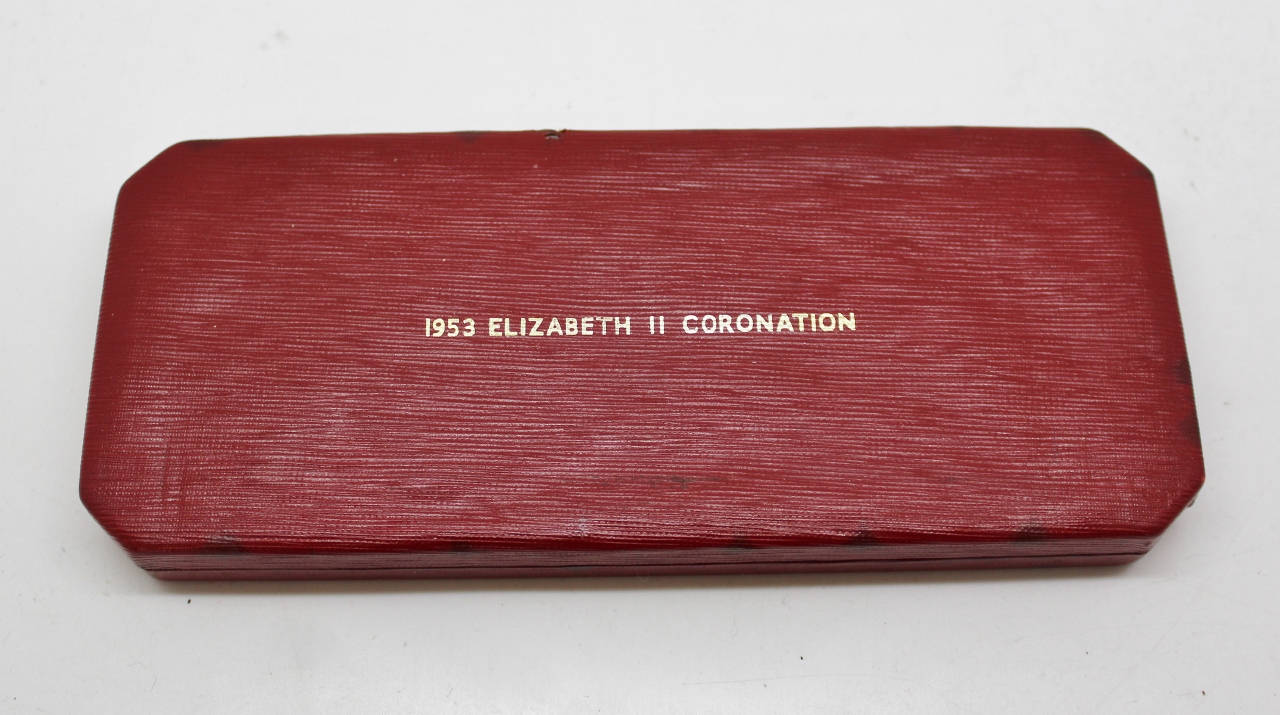 1953 ELIZABETH II CORONATION